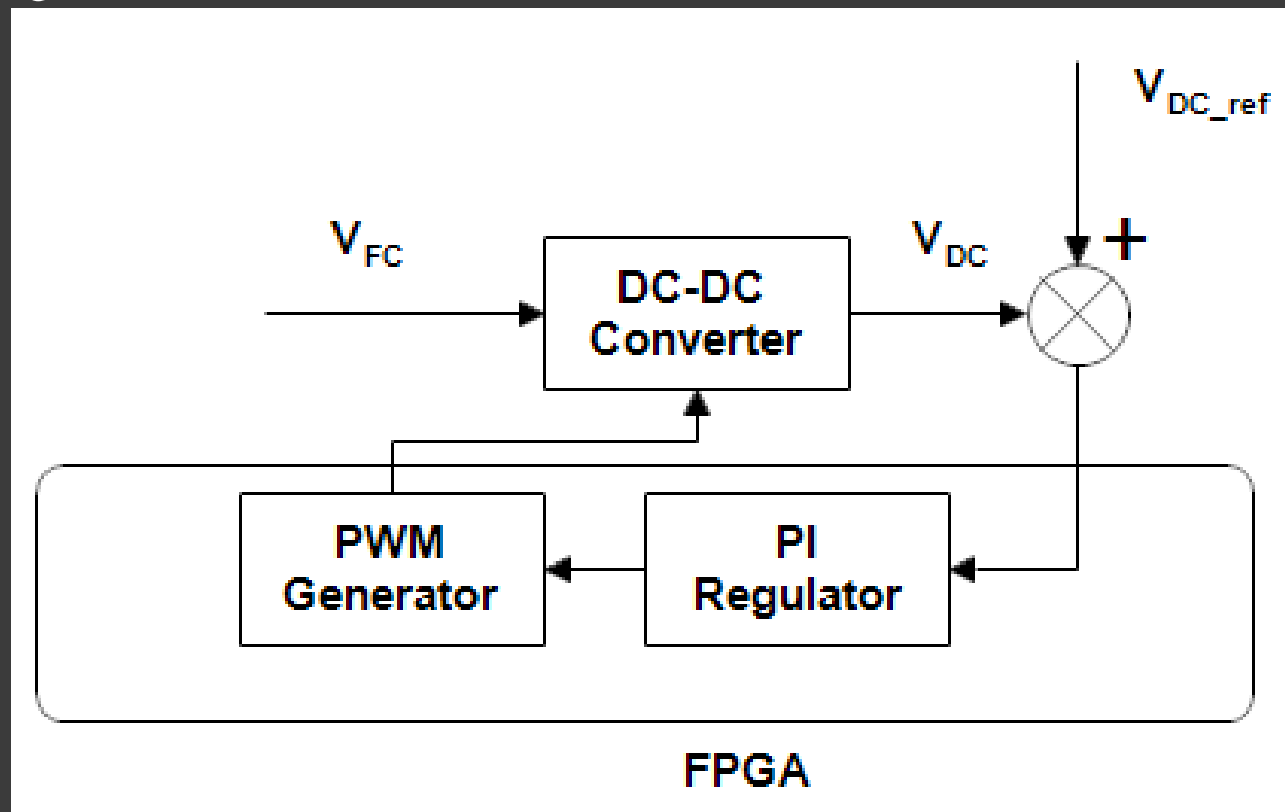 V_DC_ref
V_FC
V_DC
+
DC-DC
Converter
PWM
Generator
PI
Regulator
FPGA